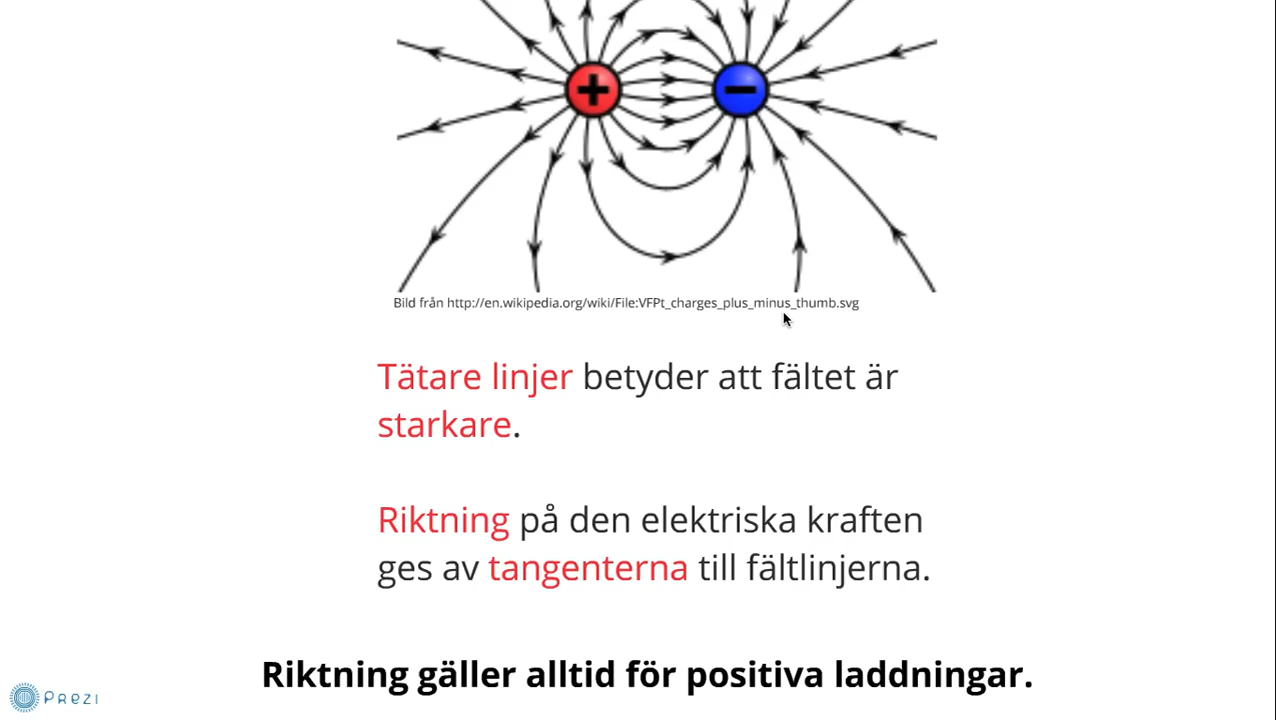 +
−
Bild från http://en.wikipedia.org/wiki/File:VFPt_charges_plus_minus_thumb.svg
Tätare linjer betyder att fältet är
starkare.
Riktning på den elektriska kraften
ges av tangenterna till fältlinjerna.
Riktning gäller alltid för positiva laddningar.
Prezi